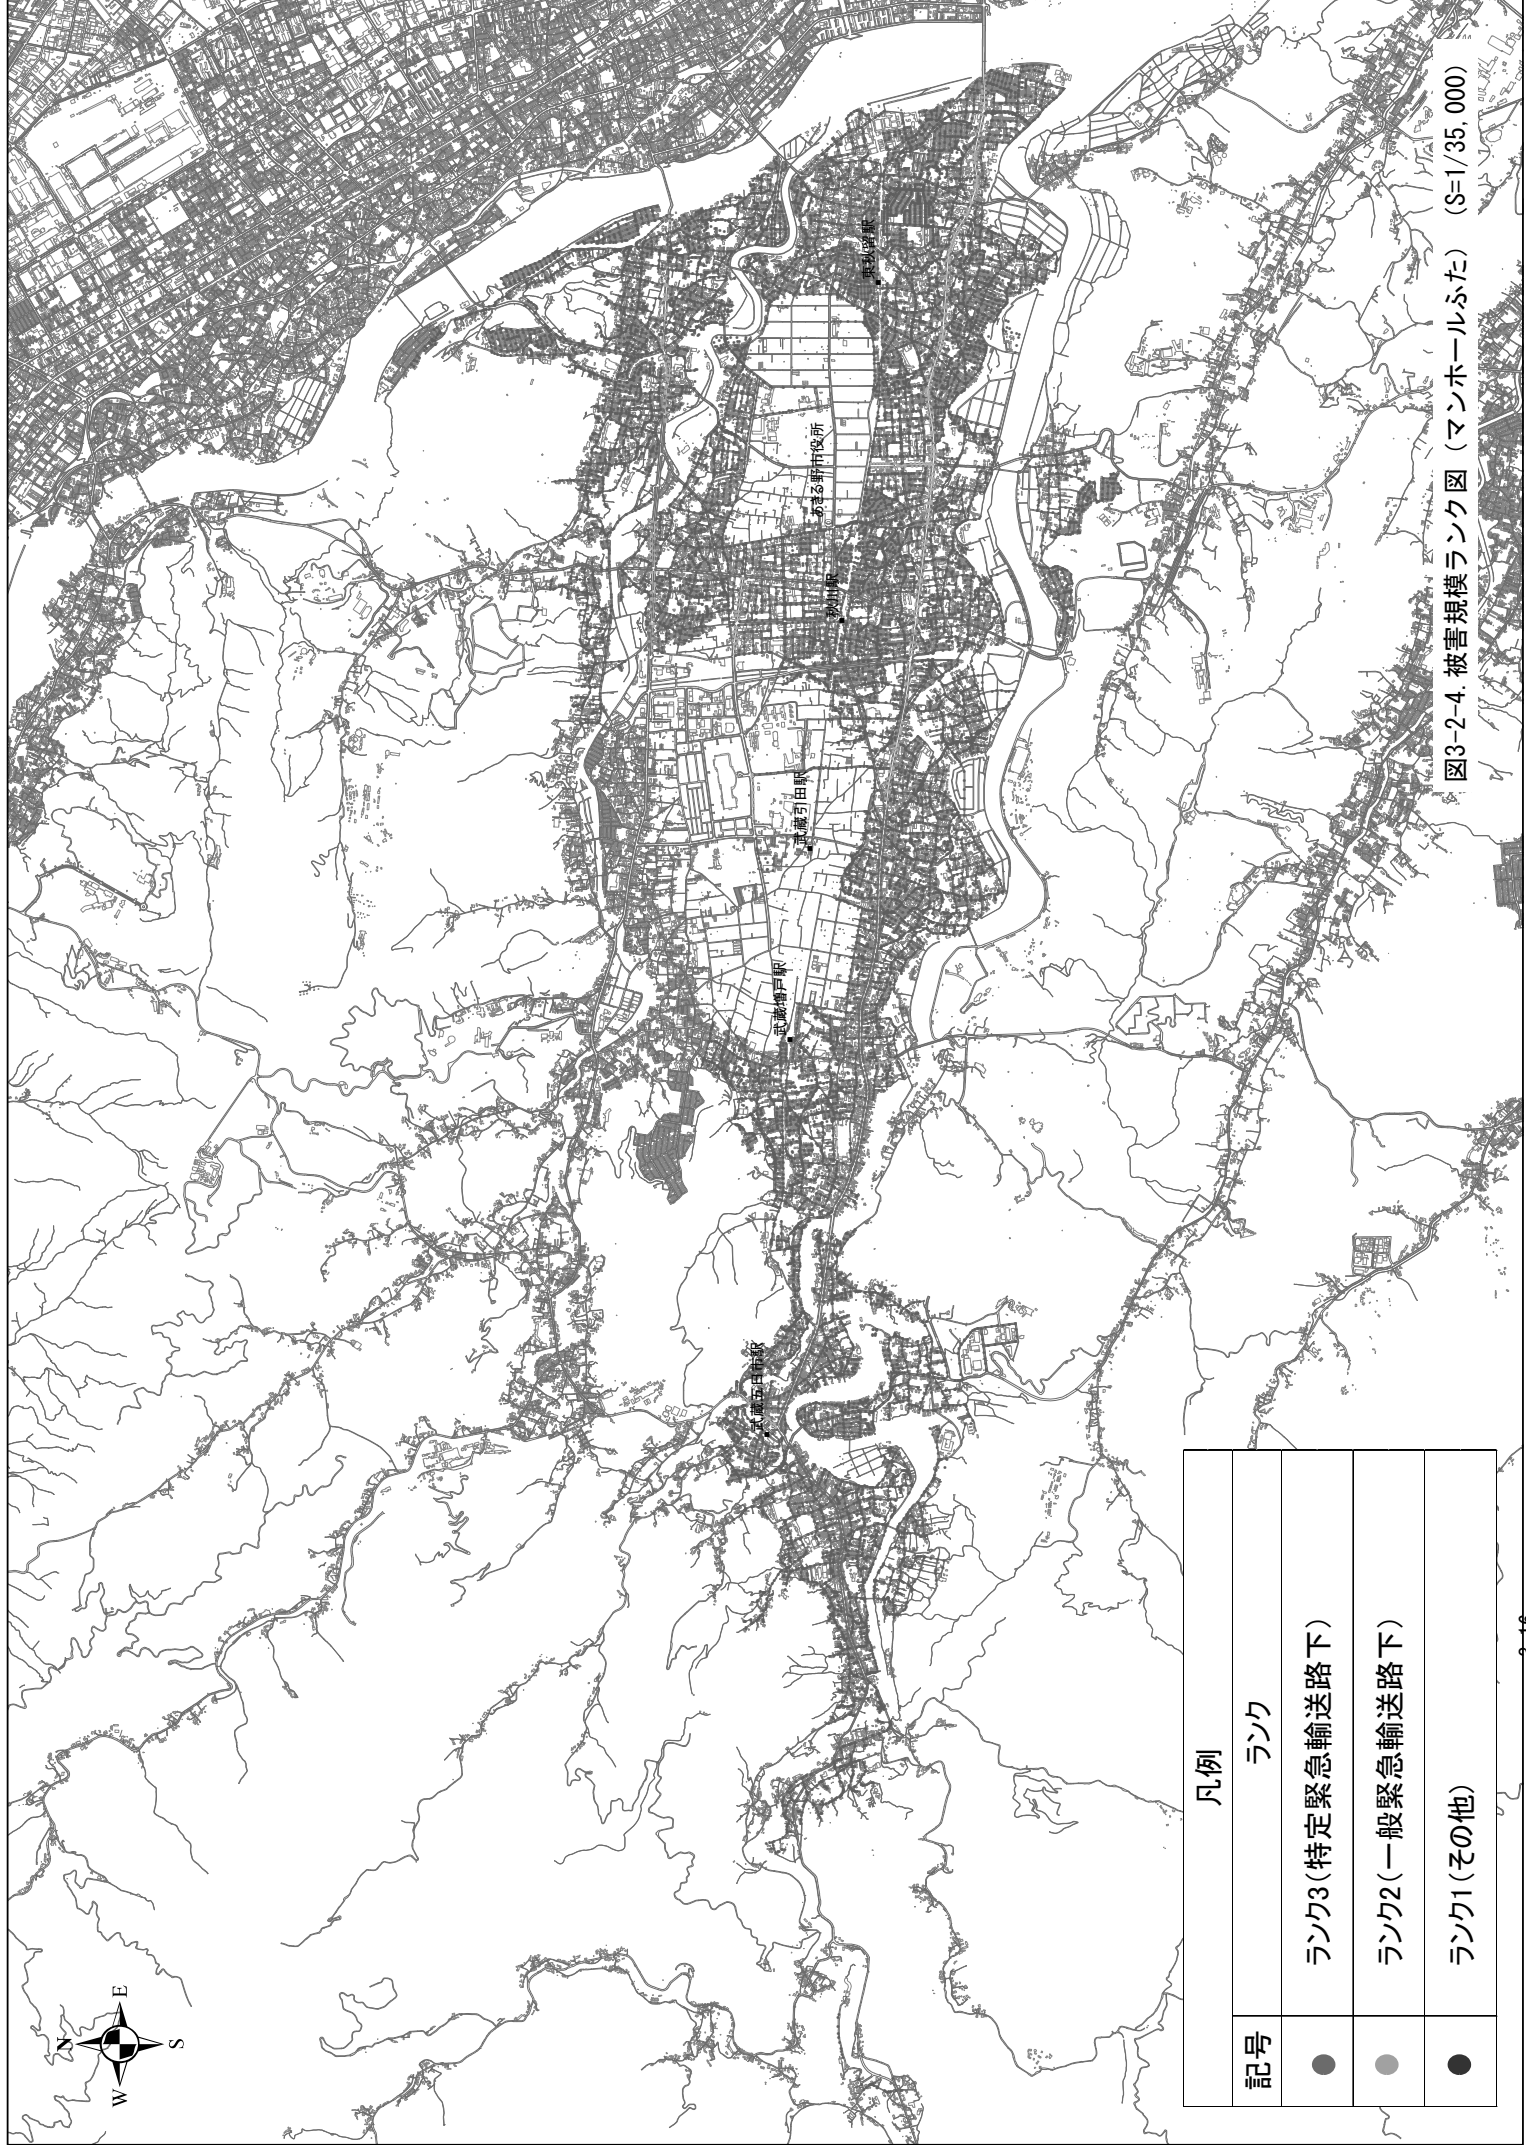 N
W E
S
武蔵五日市駅
武蔵増戸駅
武蔵引田駅
秋川駅
あきる野市役所
東秋留駅
凡例
記号 ランク
ランク3(特定緊急輸送路下)
ランク2(一般緊急輸送路下)
ランク1(その他)
図3-2-4. 被害規模ランク図(マンホールふた) (S=1/35,000)